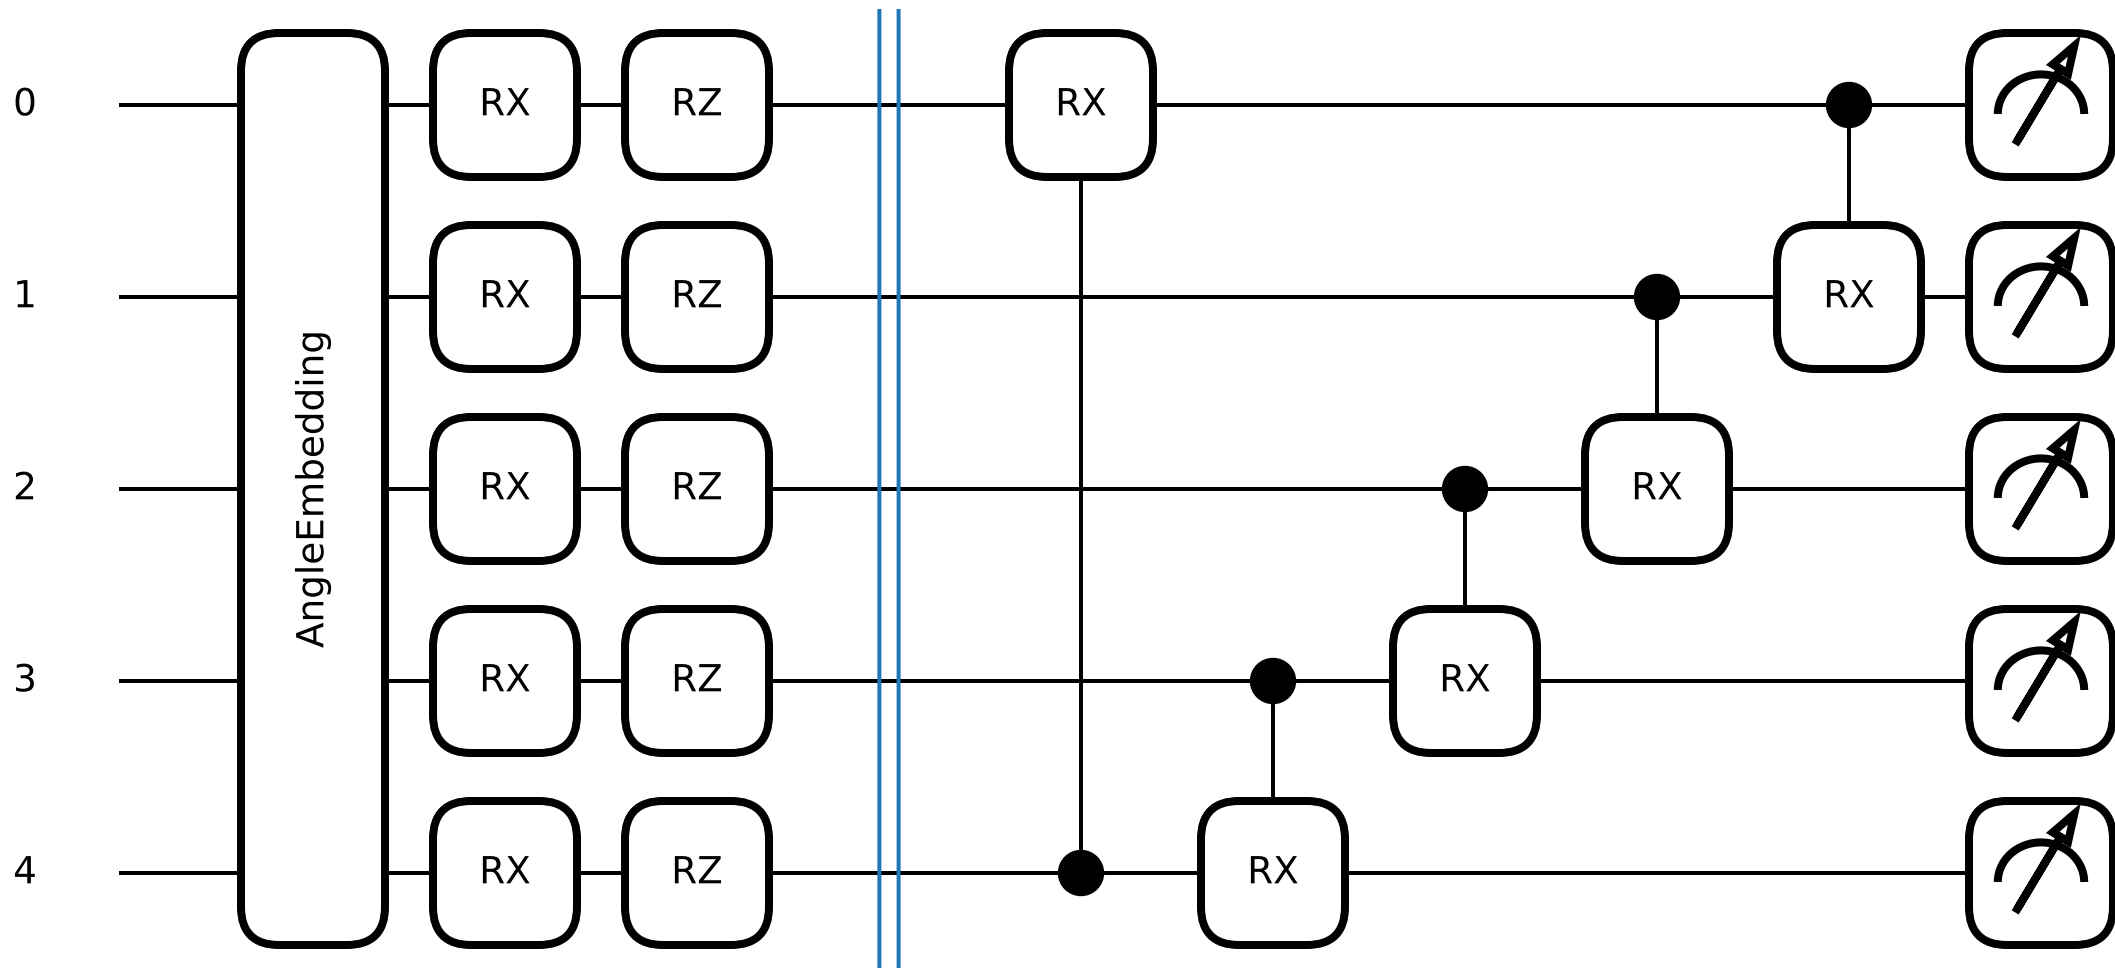 0 RX RZ RX
1 RX RZ RX
AngleEmbedding
2 RX RZ RX
3 RX RZ RX
4 RX RZ RX